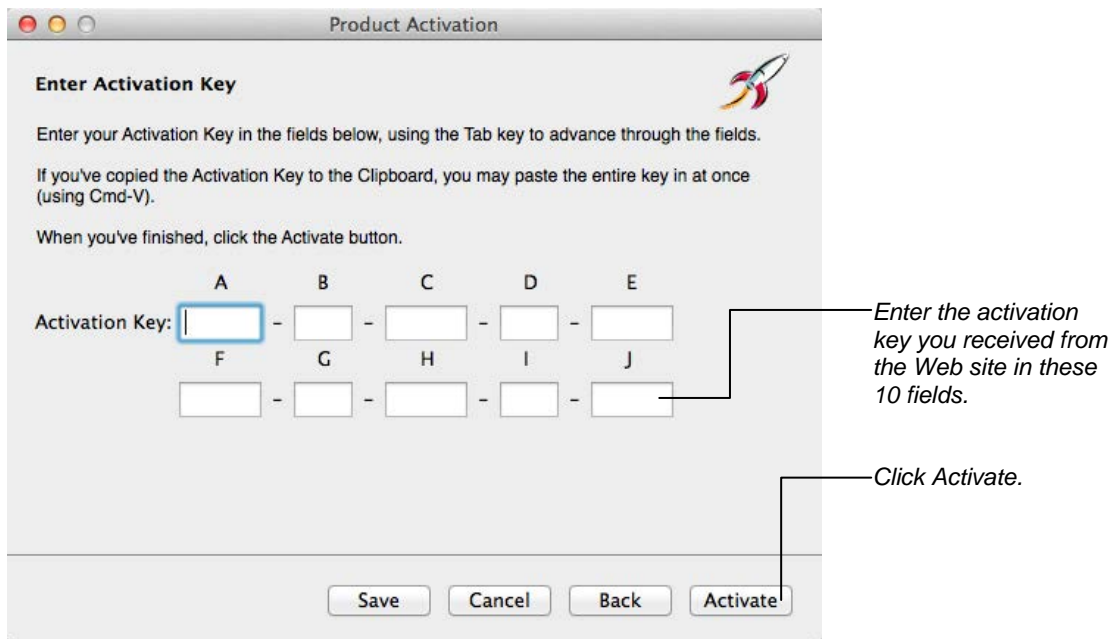 Product Activation
Enter Activation Key
Enter your Activation Key in the fields below, using the Tab key to advance through the fields.
If you've copied the Activation Key to the Clipboard, you may paste the entire key in at once
(using Cmd-V).
When you've finished, click the Activate button.
A B C D E
Activation Key: - - - -
F G H I J
- - - -
Enter the activation
key you received from
the Web site in these
10 fields.
Click Activate.
Save Cancel Back Activate